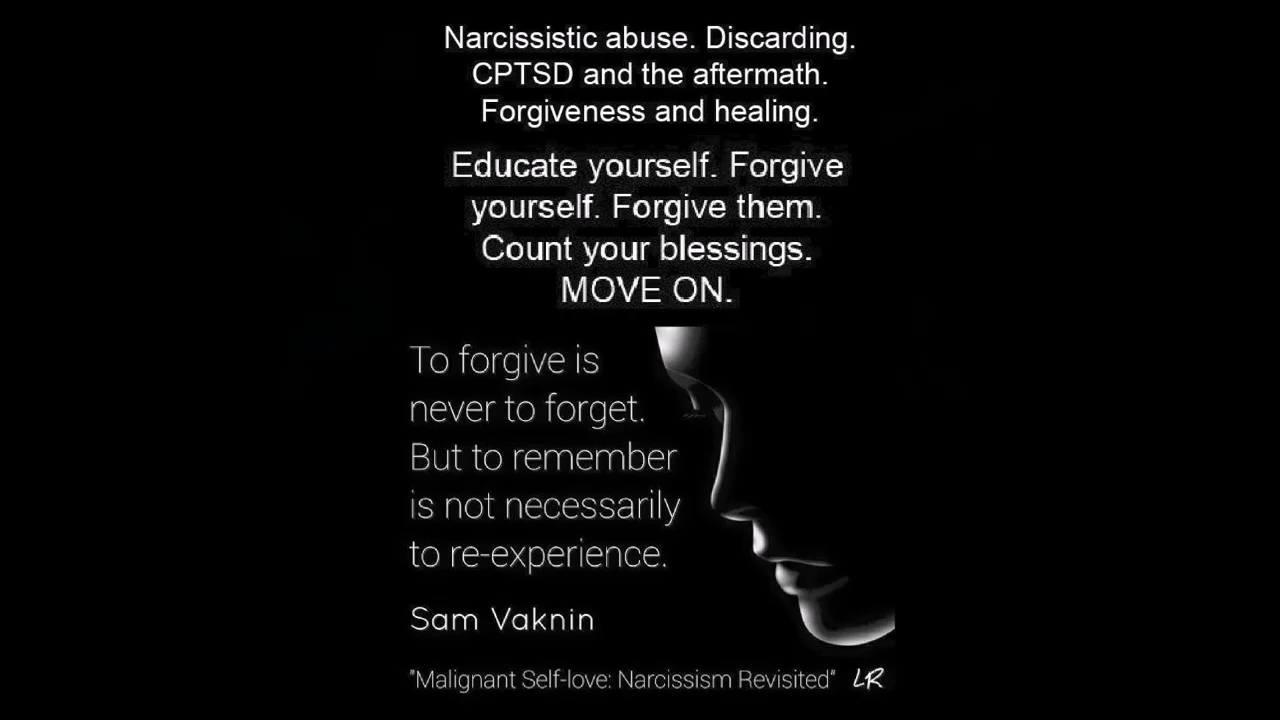 Narcissistic abuse. Discarding.
CPTSD and the aftermath.
Forgiveness and healing.
Educate yourself. Forgive
yourself. Forgive them.
Count your blessings.
MOVE ON.
To forgive is
never to forget.
But to remember
is not necessarily
to re-experience.
Sam Vaknin
"Malignant Self-love: Narcissism Revisited" LR